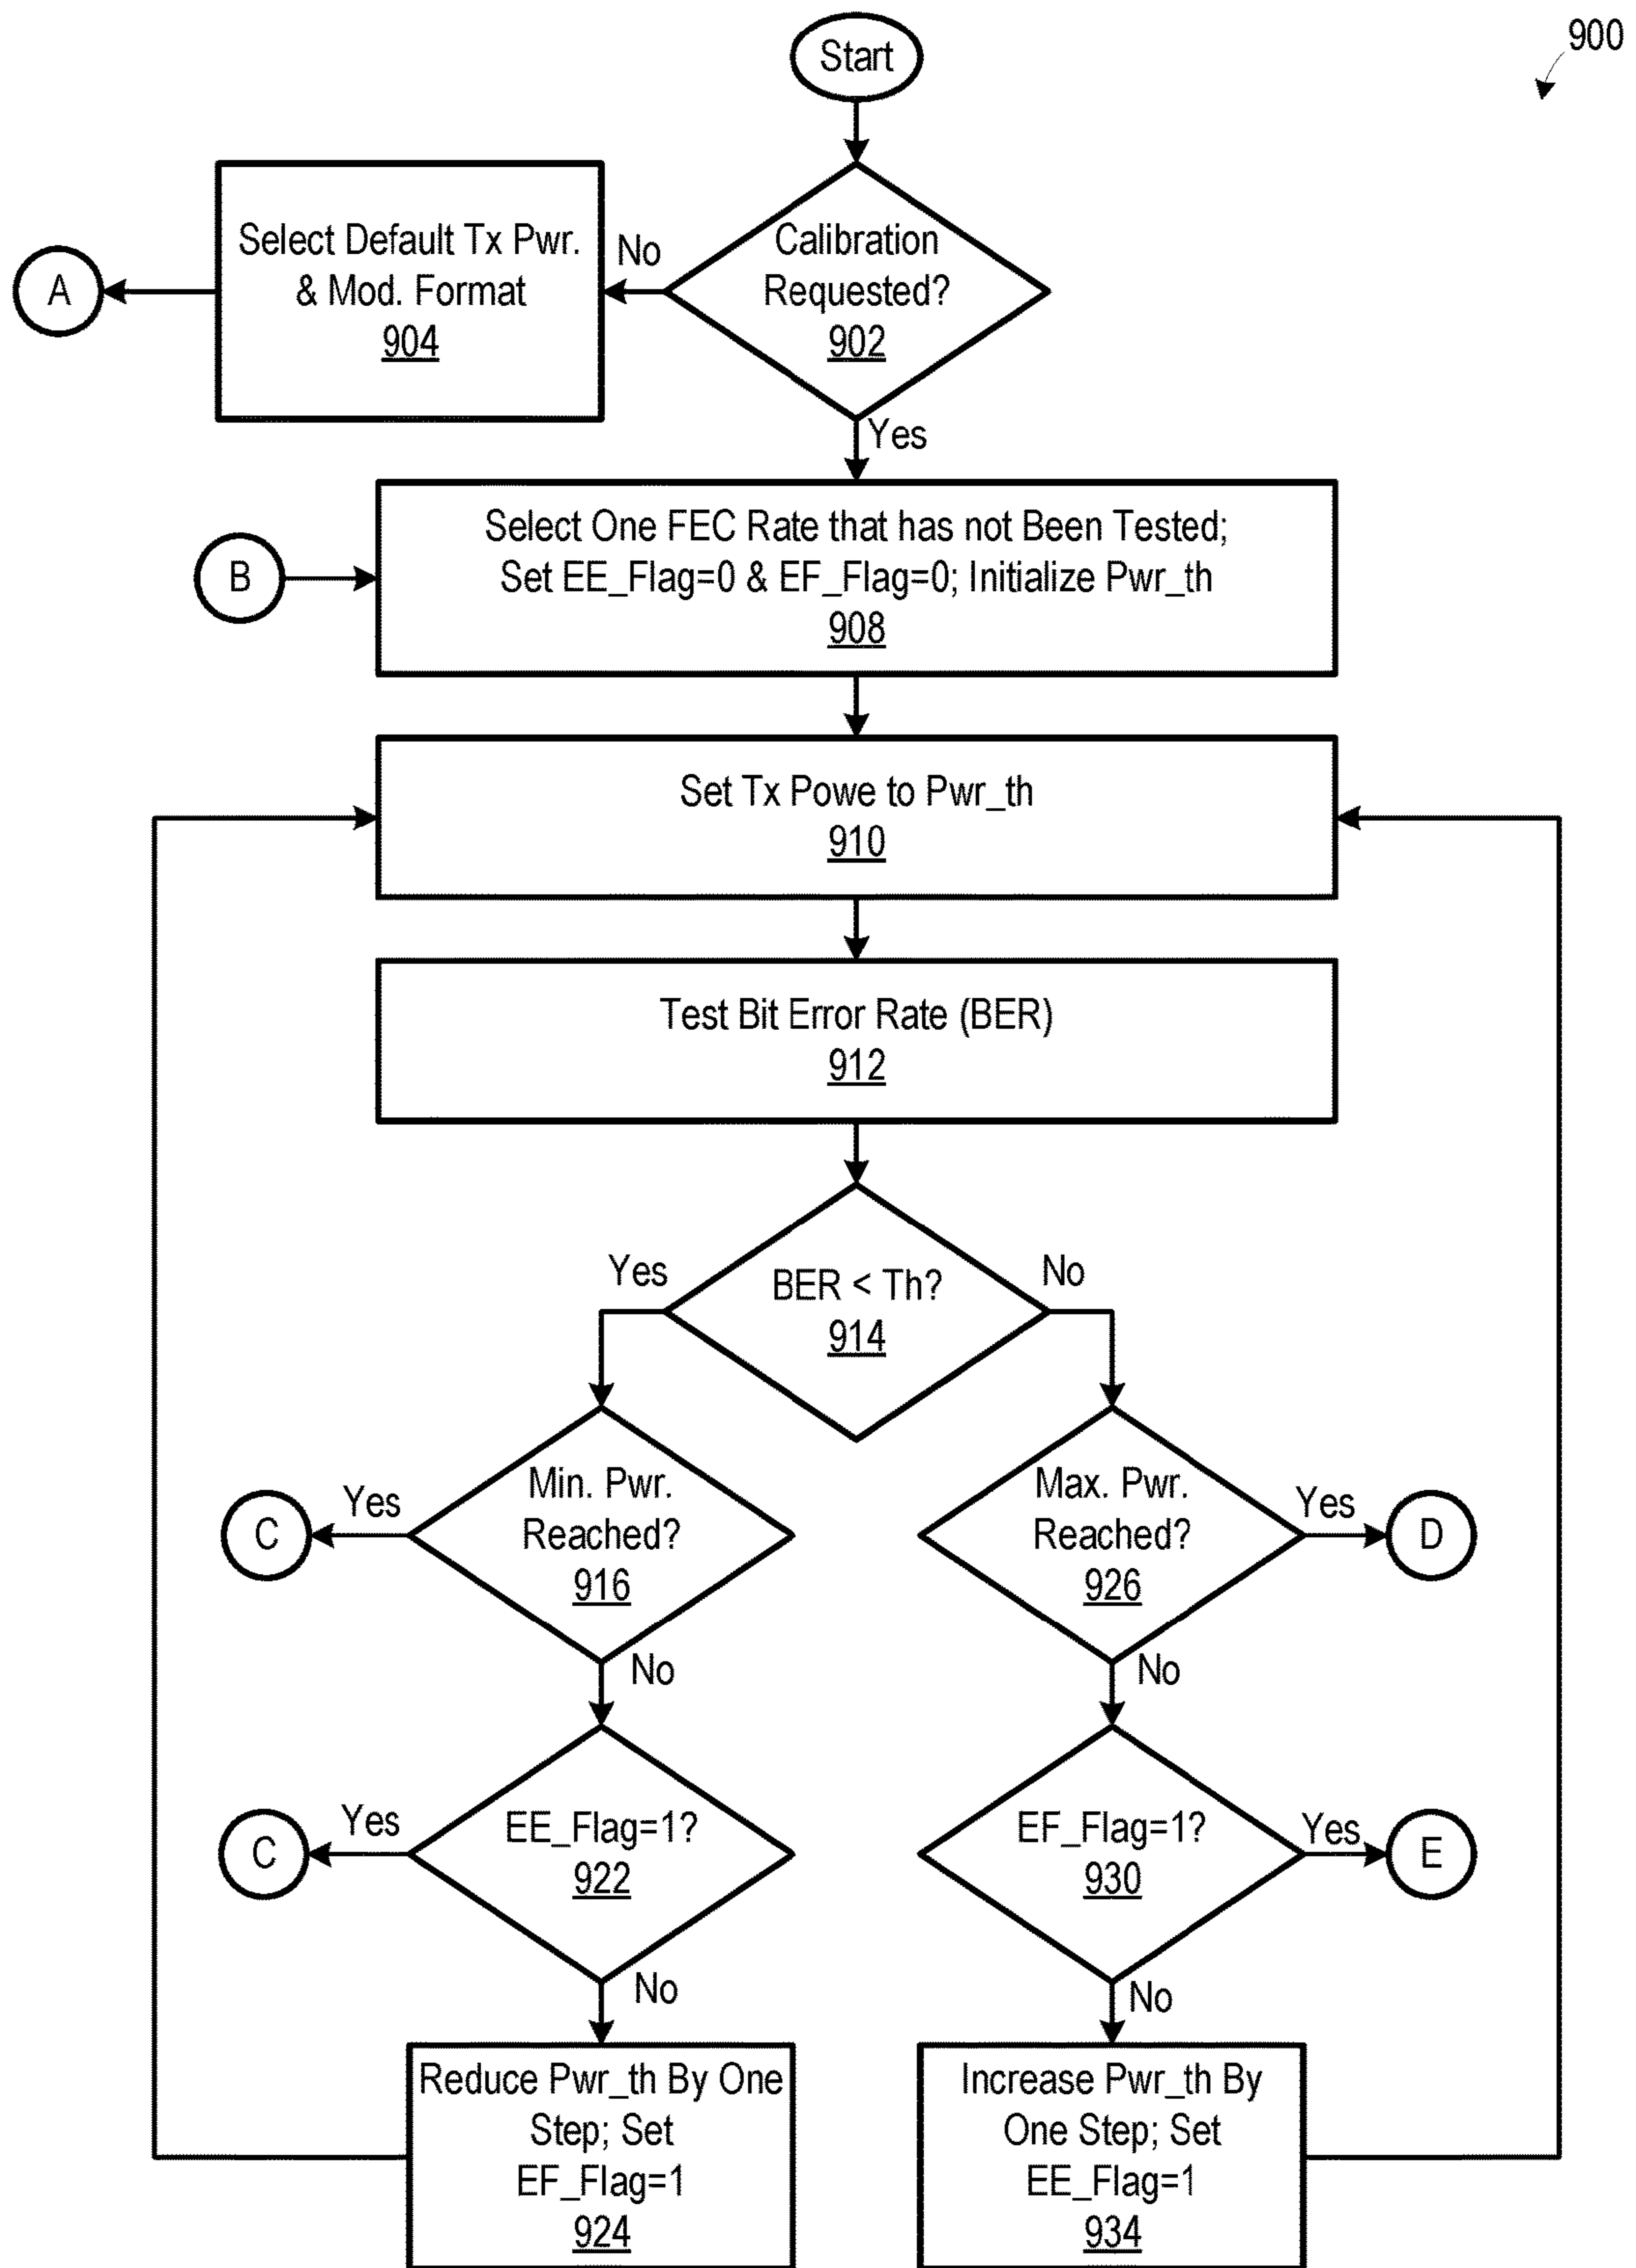 900
Start
Calibration
Requested?
902
No
Select Default Tx Pwr.
& Mod. Format
904
A
Yes
B
Select One FEC Rate that has not Been Tested;
Set EE_Flag=0 & EF_Flag=0; Initialize Pwr_th
908
Set Tx Powe to Pwr_th
910
Test Bit Error Rate (BER)
912
BER < Th?
914
Yes
No
Min. Pwr.
Reached?
916
Yes
C
No
Max. Pwr.
Reached?
926
Yes
D
No
EE_Flag=1?
922
Yes
C
No
EF_Flag=1?
930
Yes
E
No
Reduce Pwr_th By One
Step; Set
EF_Flag=1
924
Increase Pwr_th By
One Step; Set
EE_Flag=1
934